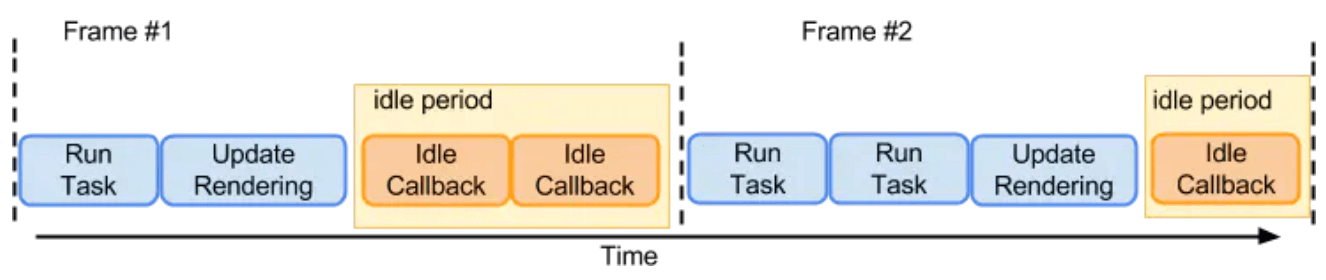 Frame #1
Frame #2
idle period
idle period
Run
Task
Update
Rendering
Idle
Callback
Idle
Callback
Run
Task
Run
Task
Update
Rendering
Idle
Callback
Time